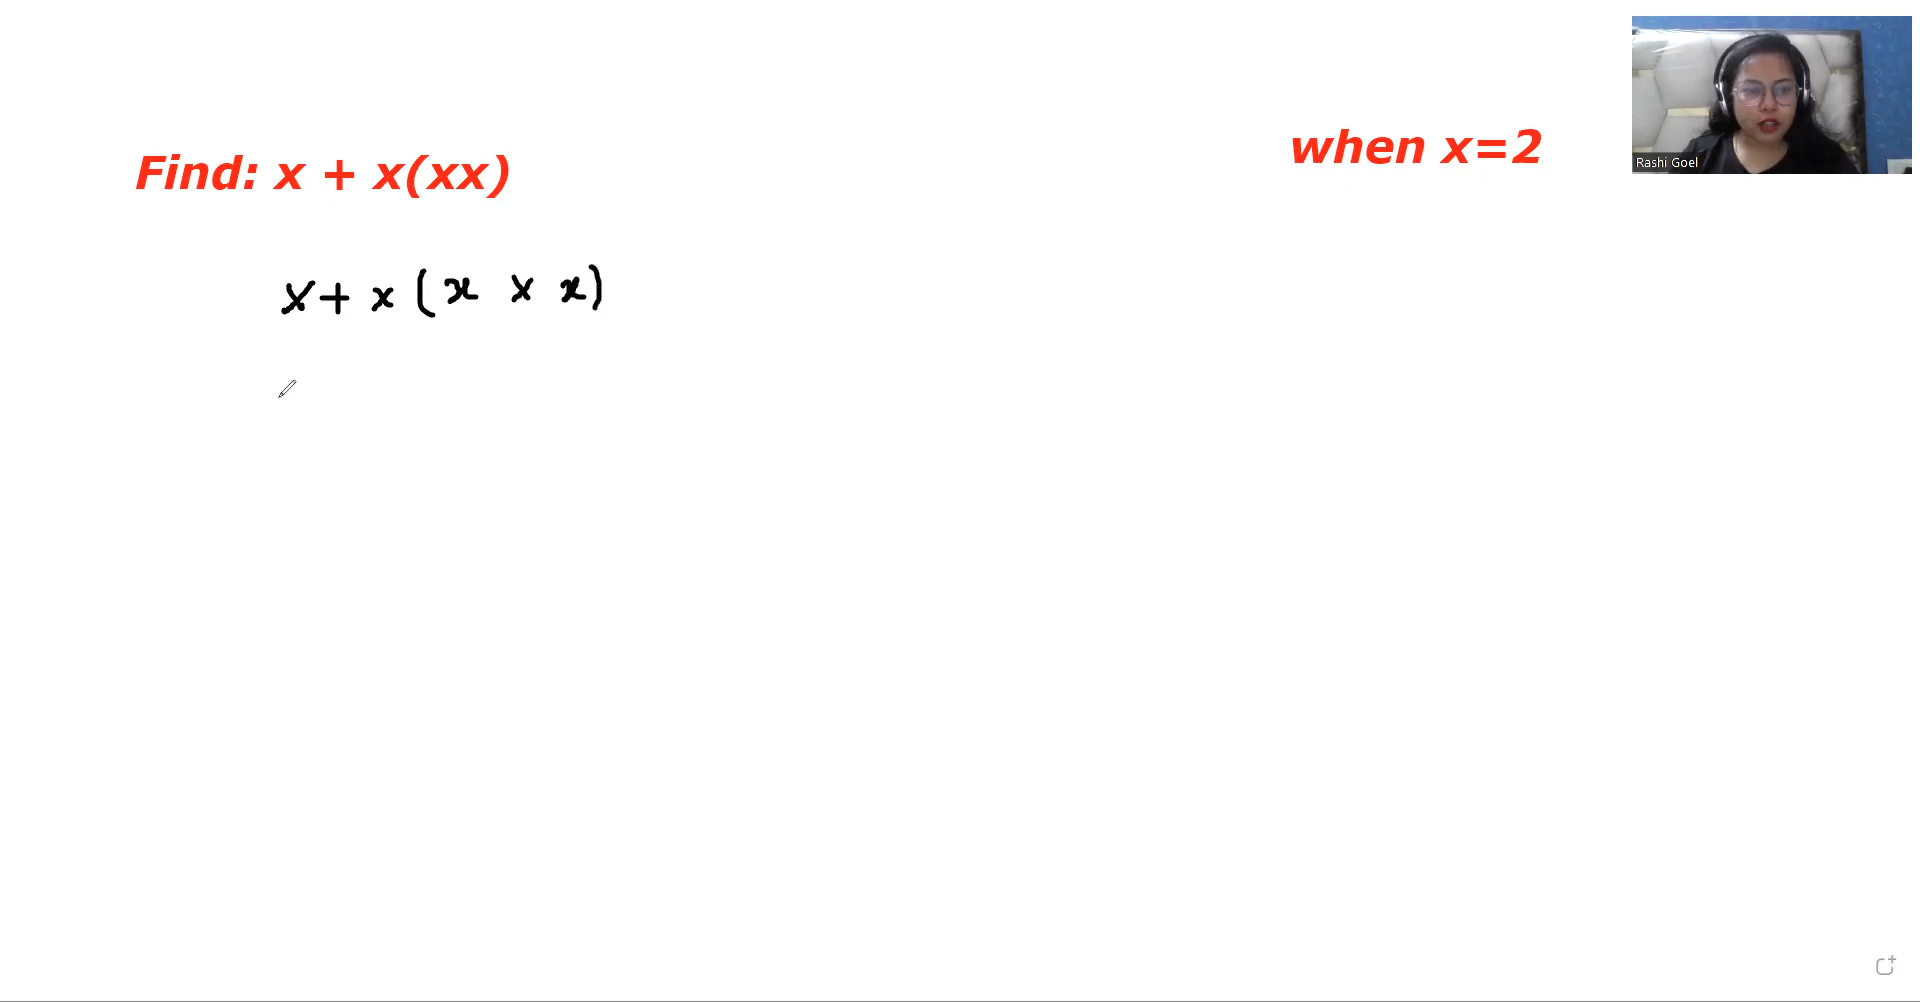 Find: x + x(xx)
when x=2
Rashi Goel
x + x (x x x)